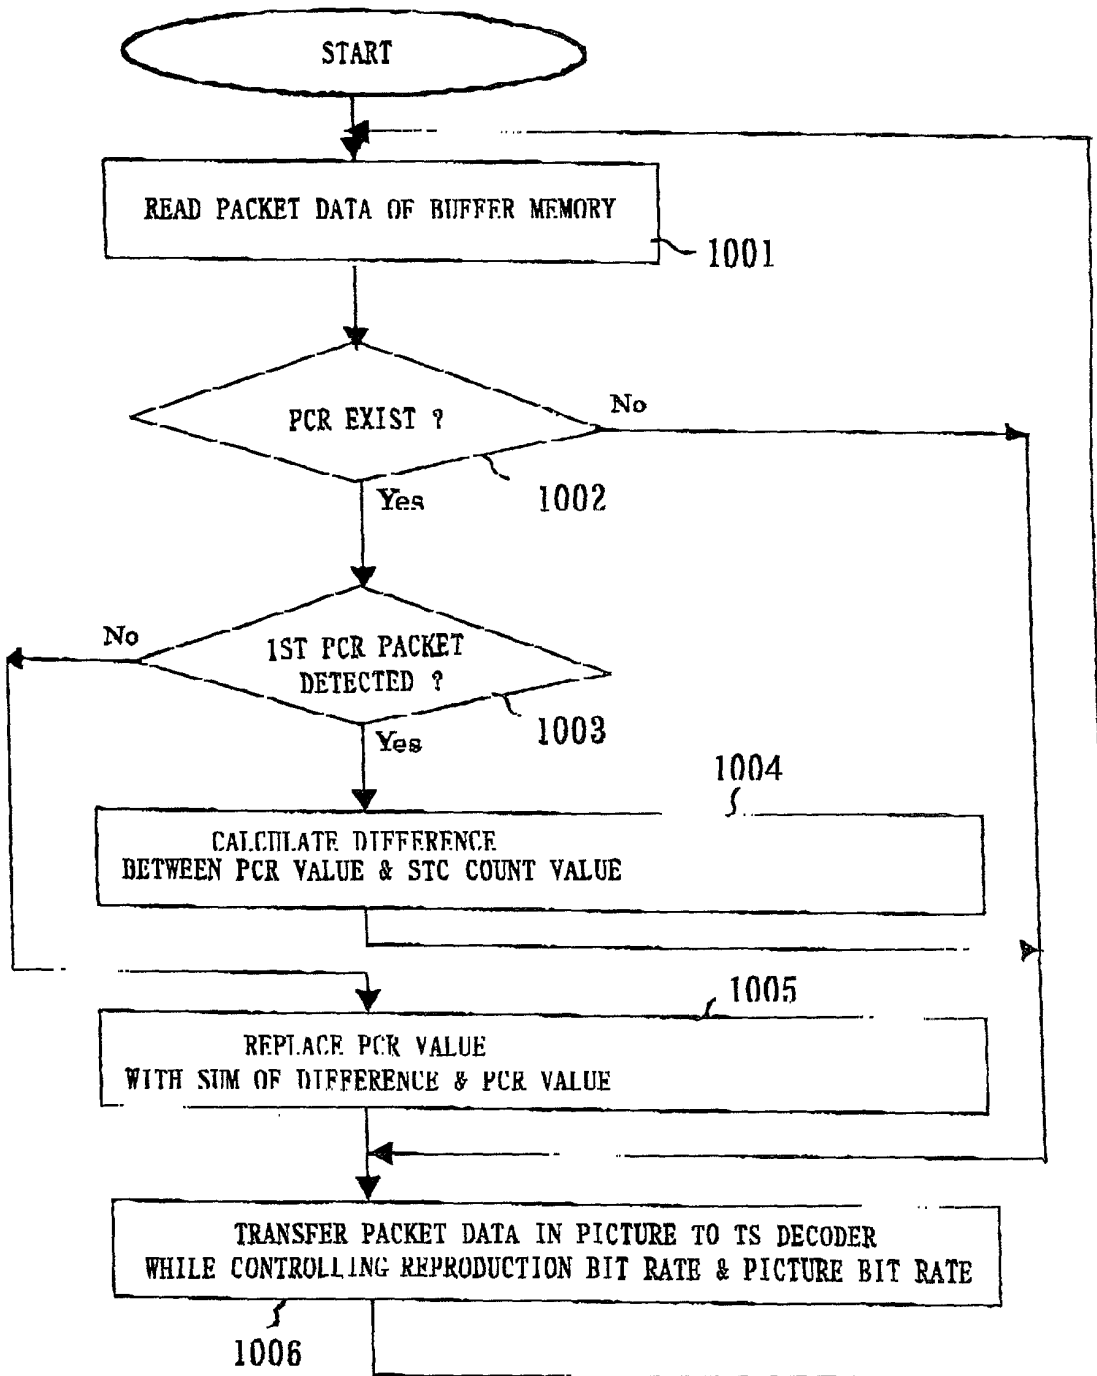 START
READ PACKET DATA OF BUFFER MEMORY
1001
PCR EXIST ?
No
1002
Yes
No
1ST PCR PACKET
DETECTED ?
1003
Yes
1004
CALCULATE DIFFERENCE
BETWEEN PCR VALUE & STC COUNT VALUE
1005
REPLACE PCR VALUE
WITH SUM OF DIFFERENCE & PCR VALUE
TRANSFER PACKET DATA IN PICTURE TO TS DECODER
WHILE CONTROLLING REPRODUCTION BIT RATE & PICTURE BIT RATE
1006